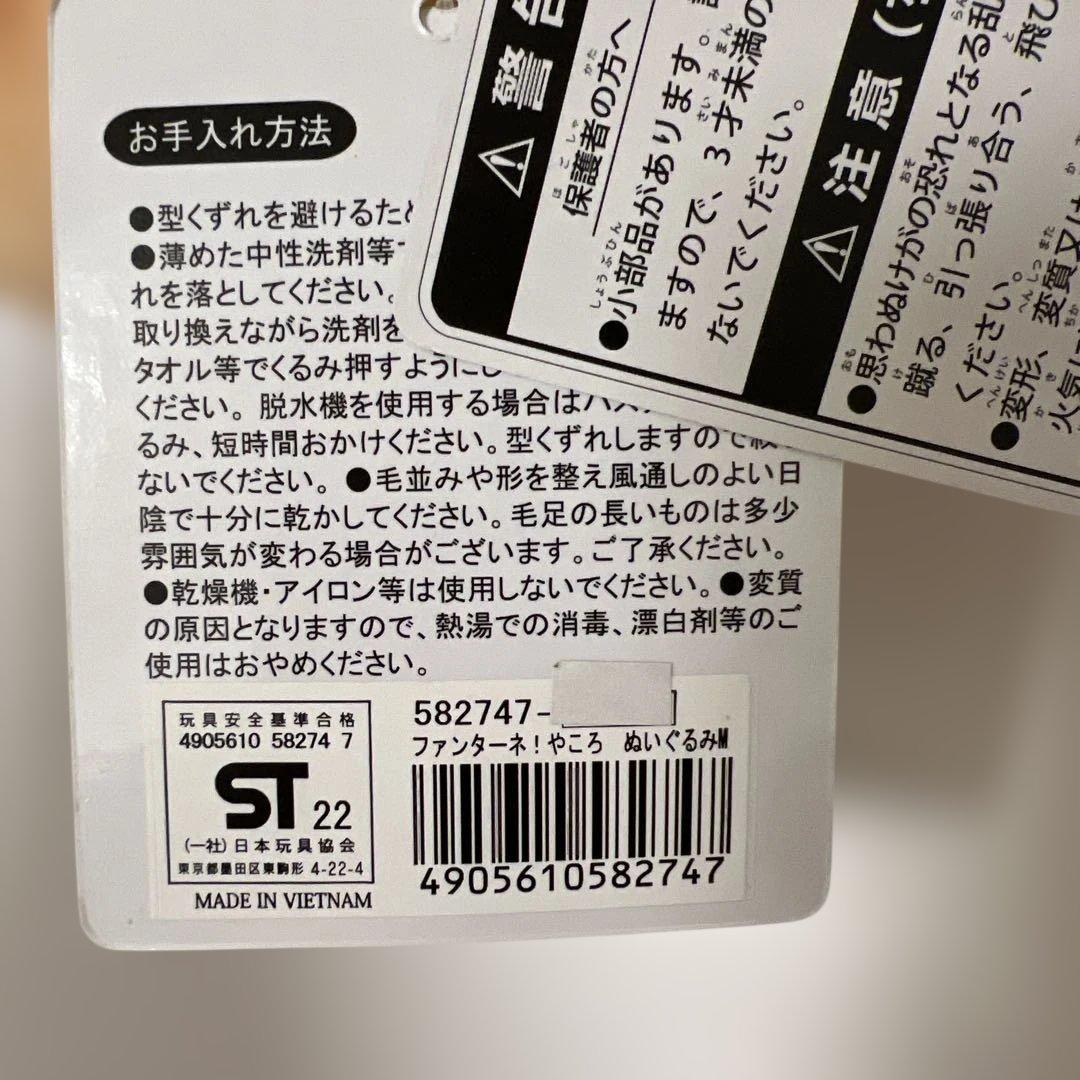 お手入れ方法
●型くずれを避けるため
●薄めた中性洗剤等
れを落としてください。
取り換えながら洗剤を
タオル等でくるみ押すようにし
ください。脱水機を使用する場合はバスタ
るみ、短時間おかけください。型くずれしますので絞
ないでください。●毛並みや形を整え風通しのよい日
陰で十分に乾かしてください。毛足の長いものは多少
雰囲気が変わる場合がございます。ご了承ください。
●乾燥機・アイロン等は使用しないでください。●変質
の原因となりますので、熱湯での消毒、漂白剤等のご
使用はおやめください。
玩具安全基準合格
4905610 58274 7
ST 22
(一社)日本玩具協会
東京都墨田区東駒形 4-22-4
MADE IN VIETNAM
582747-
ファンターネ！やころ ぬいぐるみM
4905610582747
警告
保護者の方へ
●小部品があります。
ますので、3才未満の
ないでください。
注意
●思わぬけがの恐れとなる乱
蹴る、引っ張り合う、飛び
ください。
●変形、変質又は
火気に